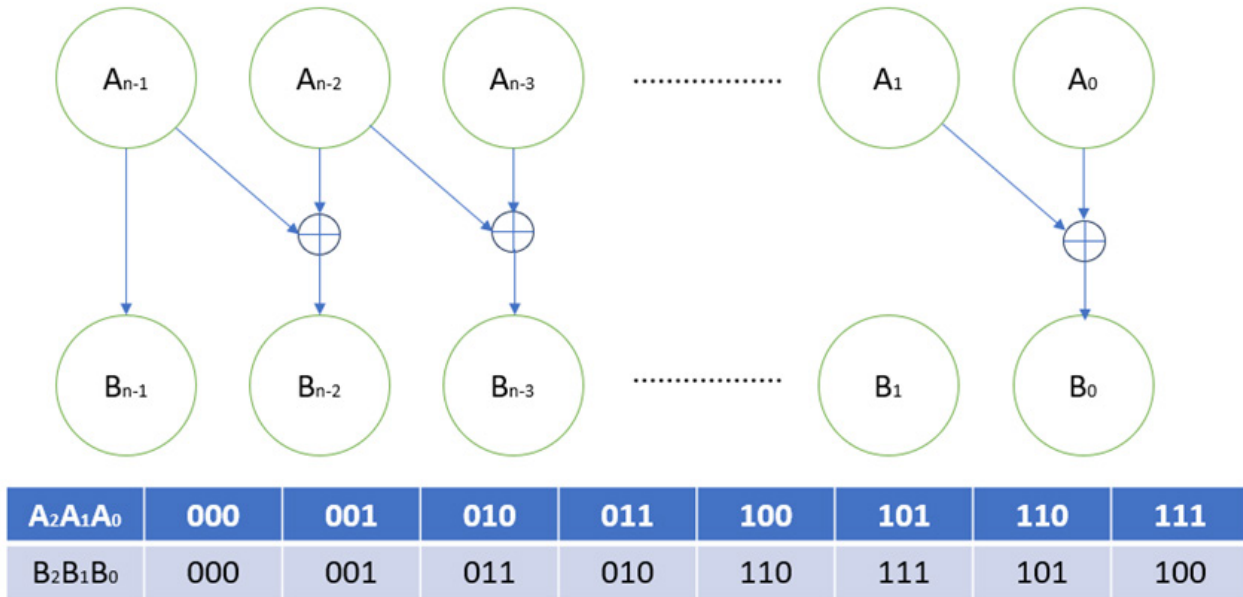 Aₙ₋₁ Aₙ₋₂ Aₙ₋₃ .................. A₁ A₀
Bₙ₋₁ Bₙ₋₂ Bₙ₋₃ .................. B₁ B₀
A₂A₁A₀ 000 001 010 011 100 101 110 111
B₂B₁B₀ 000 001 011 010 110 111 101 100